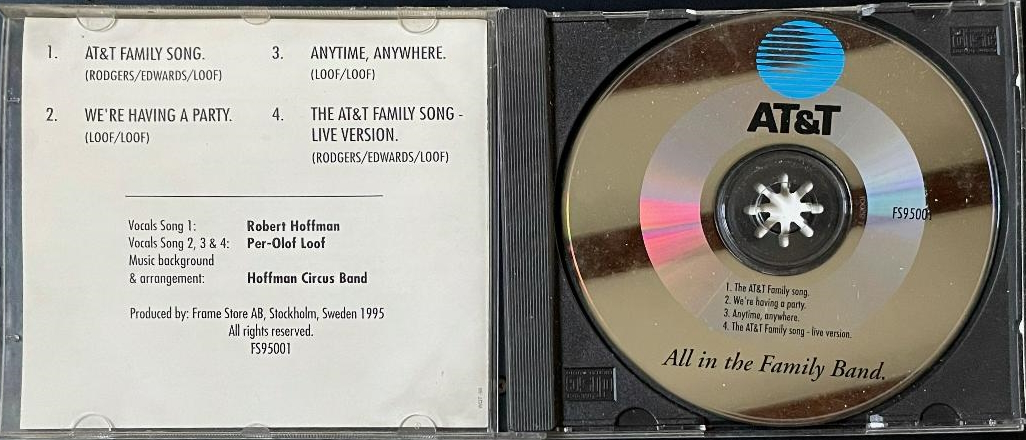 1. AT&T FAMILY SONG.
(RODGERS/EDWARDS/LOOF)
2. WE'RE HAVING A PARTY.
(LOOF/LOOF)
3. ANYTIME, ANYWHERE.
(LOOF/LOOF)
4. THE AT&T FAMILY SONG -
LIVE VERSION.
(RODGERS/EDWARDS/LOOF)
Vocals Song 1: Robert Hoffman
Vocals Song 2, 3 & 4: Per-Olof Loof
Music background
& arrangement: Hoffman Circus Band
Produced by: Frame Store AB, Stockholm, Sweden 1995
All rights reserved.
FS95001
AT&T
FS95001
1. The AT&T Family song.
2. We're having a party.
3. Anytime, anywhere.
4. The AT&T Family song - live version.
All in the Family Band.